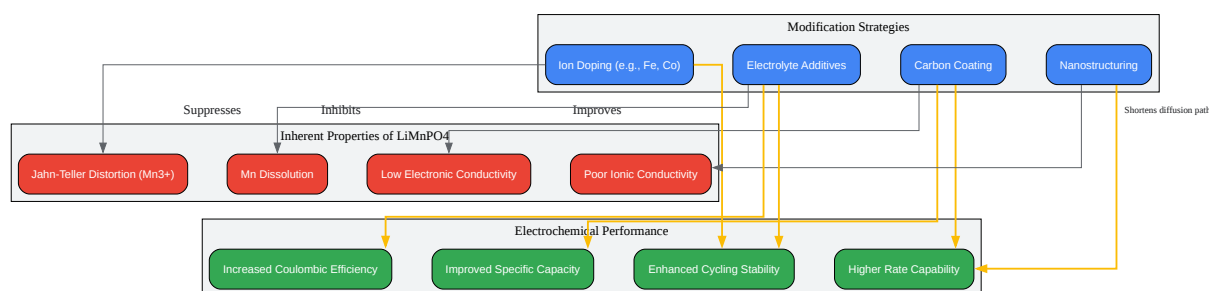 Modification Strategies
Ion Doping (e.g., Fe, Co)
Electrolyte Additives
Carbon Coating
Nanostructuring
Suppresses
Inhibits
Improves
Shortens diffusion path
Inherent Properties of LiMnPO4
Jahn-Teller Distortion (Mn3+)
Mn Dissolution
Low Electronic Conductivity
Poor Ionic Conductivity
Electrochemical Performance
Increased Coulombic Efficiency
Improved Specific Capacity
Enhanced Cycling Stability
Higher Rate Capability